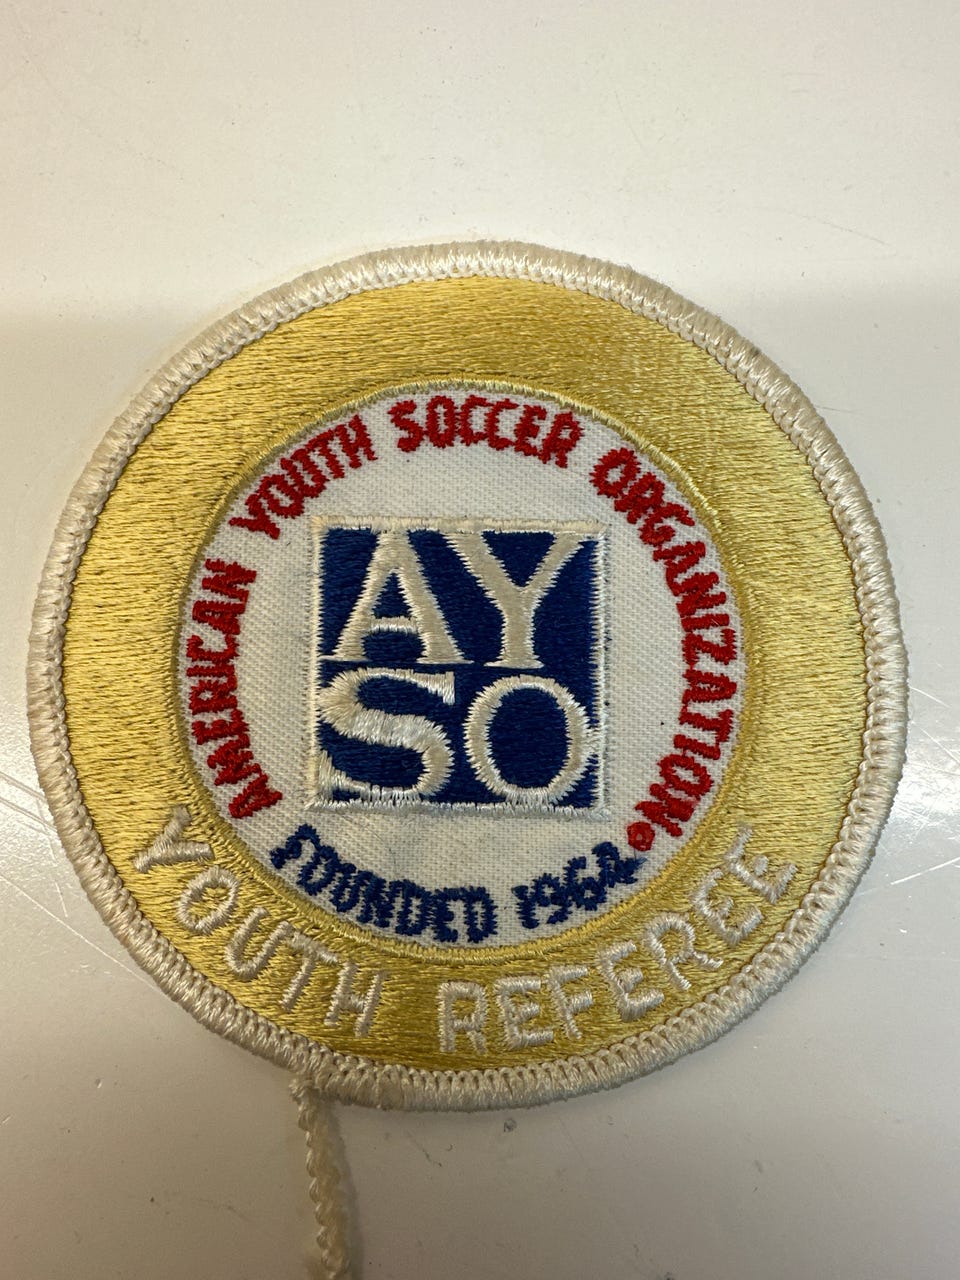 AMERICAN YOUTH SOCCER ORGANIZATION®
AY
SO
FOUNDED 1964
YOUTH REFEREE